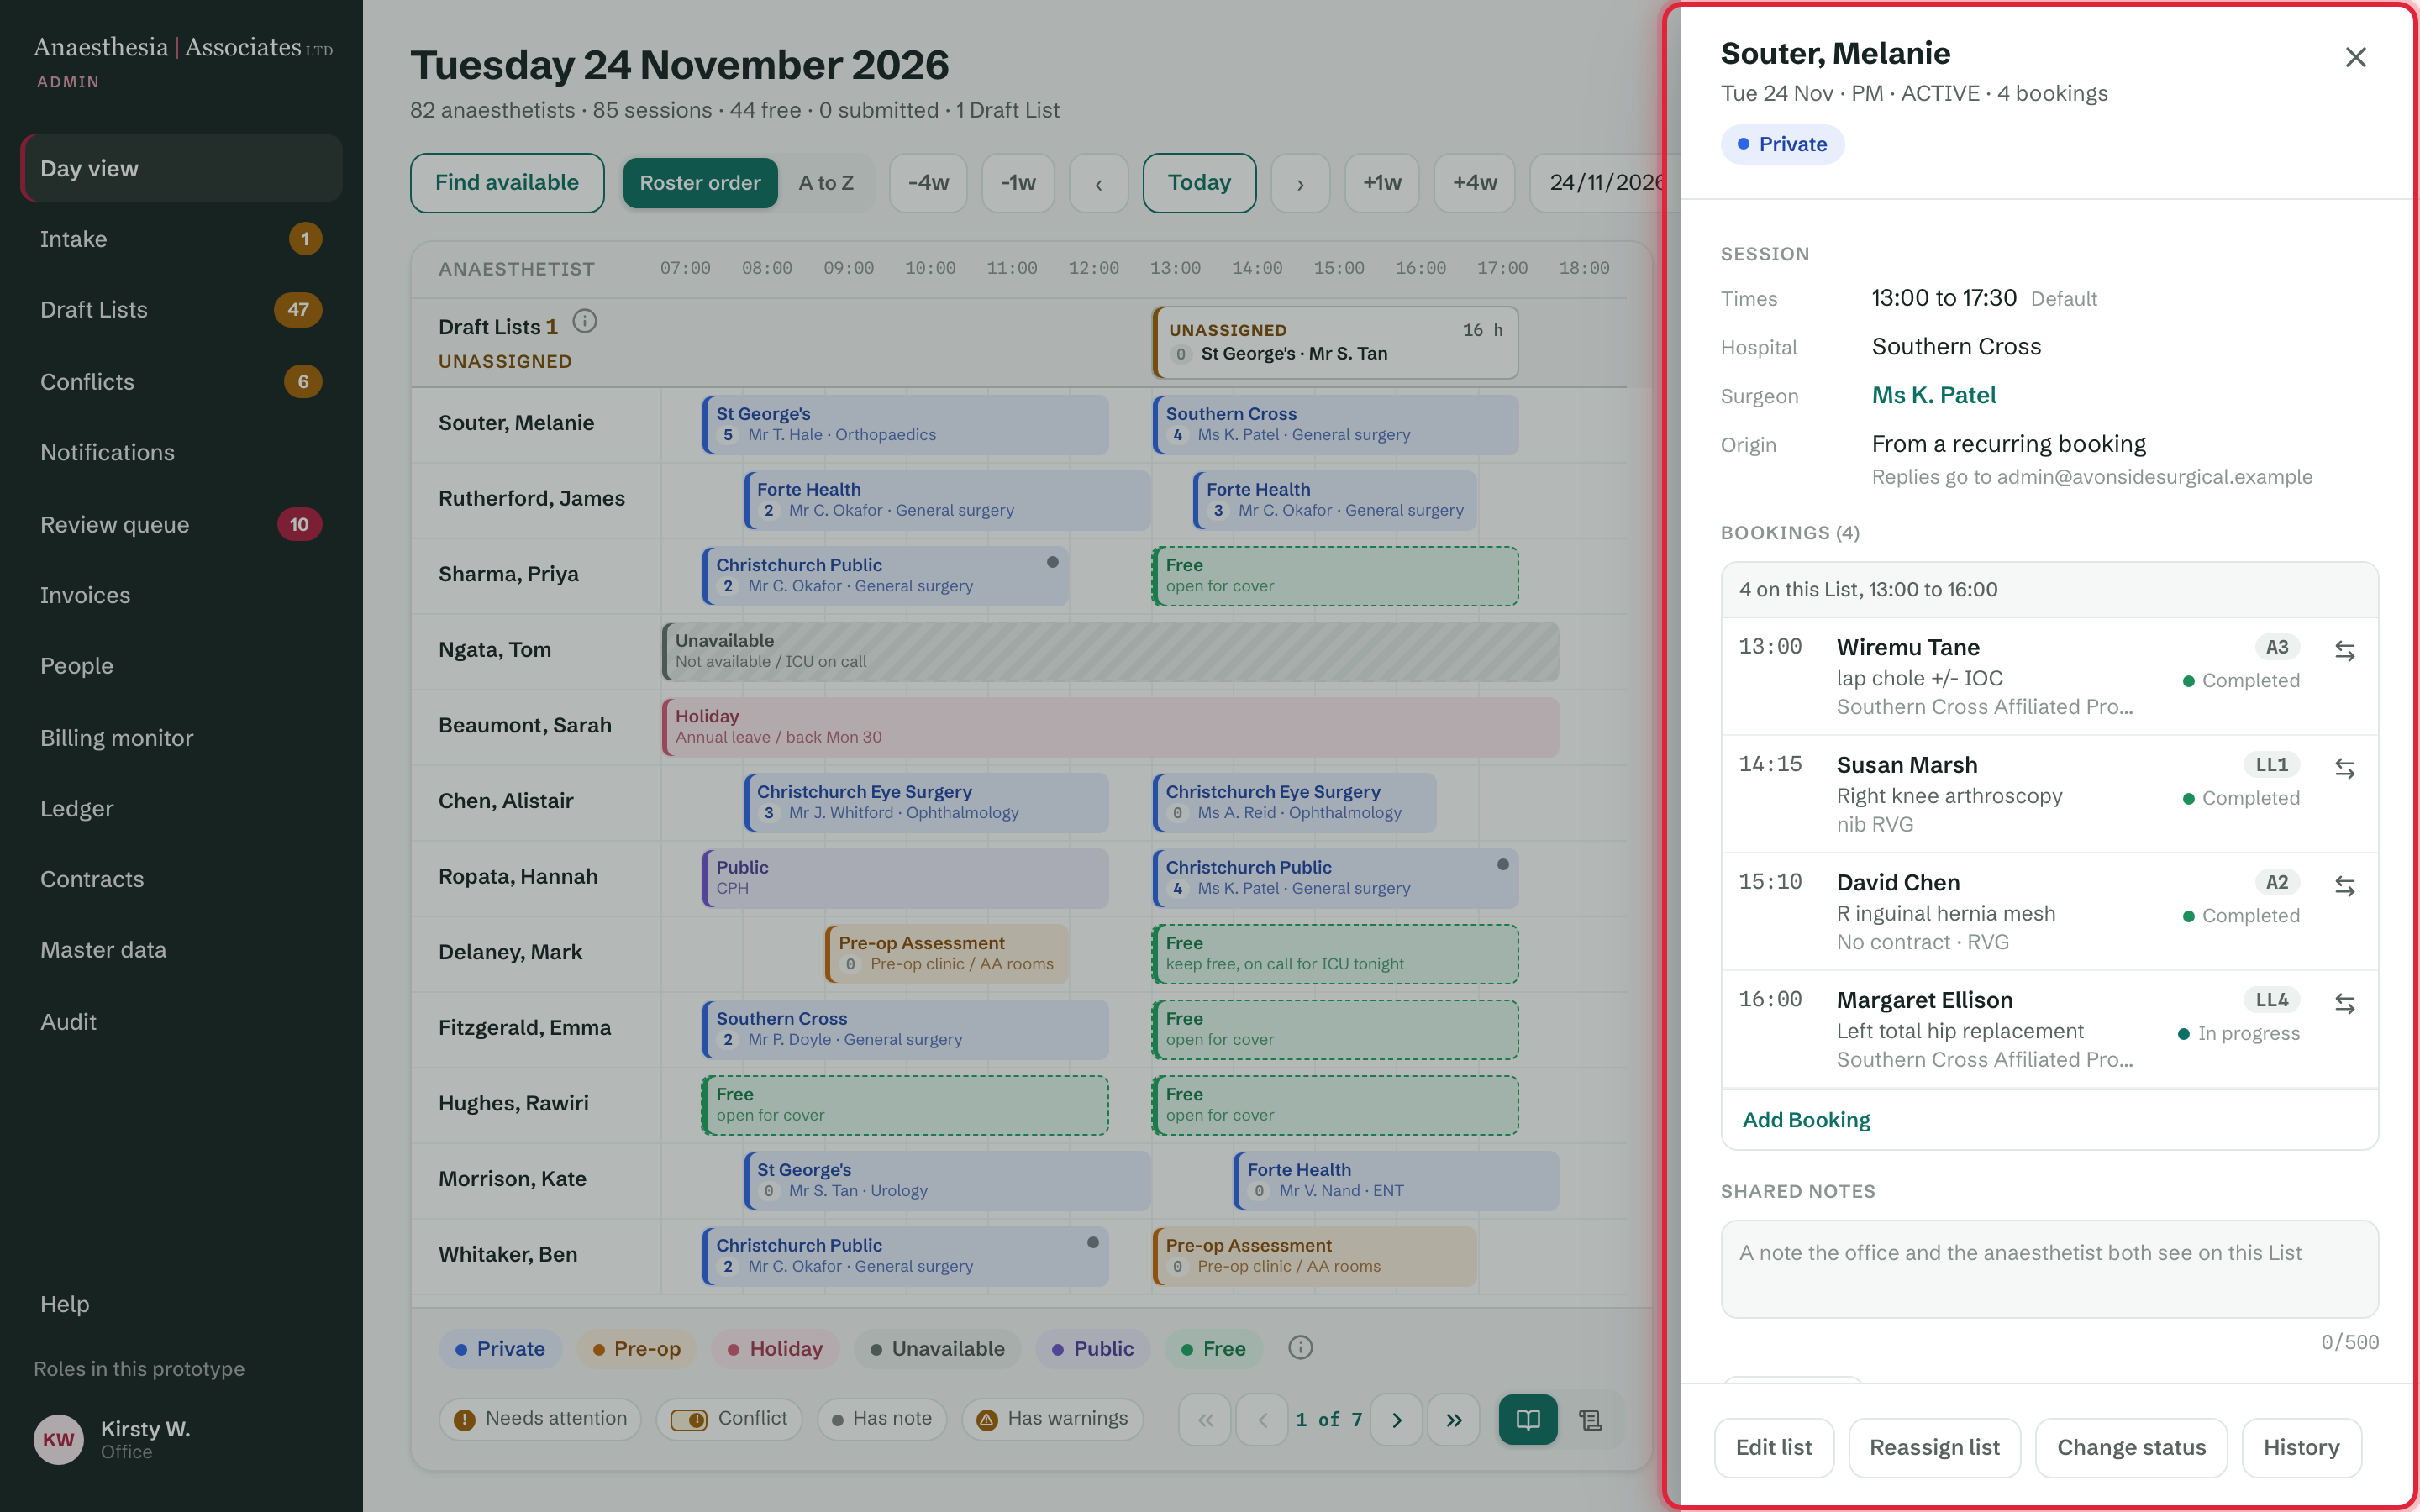 Anaesthesia | Associates LTD
ADMIN
Day view
Intake 1
Draft Lists 47
Conflicts 6
Notifications
Review queue 10
Invoices
People
Billing monitor
Ledger
Contracts
Master data
Audit
Help
Roles in this prototype
KW
Kirsty W.
Office
Tuesday 24 November 2026
82 anaesthetists · 85 sessions · 44 free · 0 submitted · 1 Draft List
Find available Roster order A to Z -4w -1w ‹ Today › +1w +4w 24/11/2026
ANAESTHETIST 07:00 08:00 09:00 10:00 11:00 12:00 13:00 14:00 15:00 16:00 17:00 18:00
Draft Lists 1
UNASSIGNED
UNASSIGNED 16 h
0 St George's · Mr S. Tan
Souter, Melanie
St George's
5 Mr T. Hale · Orthopaedics
Southern Cross
4 Ms K. Patel · General surgery
Rutherford, James
Forte Health
2 Mr C. Okafor · General surgery
Forte Health
3 Mr C. Okafor · General surgery
Sharma, Priya
Christchurch Public
2 Mr C. Okafor · General surgery
Free
open for cover
Ngata, Tom
Unavailable
Not available / ICU on call
Beaumont, Sarah
Holiday
Annual leave / back Mon 30
Chen, Alistair
Christchurch Eye Surgery
3 Mr J. Whitford · Ophthalmology
Christchurch Eye Surgery
0 Ms A. Reid · Ophthalmology
Ropata, Hannah
Public
CPH
Christchurch Public
4 Ms K. Patel · General surgery
Delaney, Mark
Pre-op Assessment
0 Pre-op clinic / AA rooms
Free
keep free, on call for ICU tonight
Fitzgerald, Emma
Southern Cross
2 Mr P. Doyle · General surgery
Free
open for cover
Hughes, Rawiri
Free
open for cover
Free
open for cover
Morrison, Kate
St George's
0 Mr S. Tan · Urology
Forte Health
0 Mr V. Nand · ENT
Whitaker, Ben
Christchurch Public
2 Mr C. Okafor · General surgery
Pre-op Assessment
0 Pre-op clinic / AA rooms
Private Pre-op Holiday Unavailable Public Free
Needs attention Conflict Has note Has warnings « ‹ 1 of 7 › »
Souter, Melanie
Tue 24 Nov · PM · ACTIVE · 4 bookings
Private
SESSION
Times 13:00 to 17:30 Default
Hospital Southern Cross
Surgeon Ms K. Patel
Origin From a recurring booking
Replies go to admin@avonsidesurgical.example
BOOKINGS (4)
4 on this List, 13:00 to 16:00
13:00 Wiremu Tane A3
lap chole +/- IOC Completed
Southern Cross Affiliated Pro...
14:15 Susan Marsh LL1
Right knee arthroscopy Completed
nib RVG
15:10 David Chen A2
R inguinal hernia mesh Completed
No contract · RVG
16:00 Margaret Ellison LL4
Left total hip replacement In progress
Southern Cross Affiliated Pro...
Add Booking
SHARED NOTES
A note the office and the anaesthetist both see on this List
0/500
Edit list Reassign list Change status History